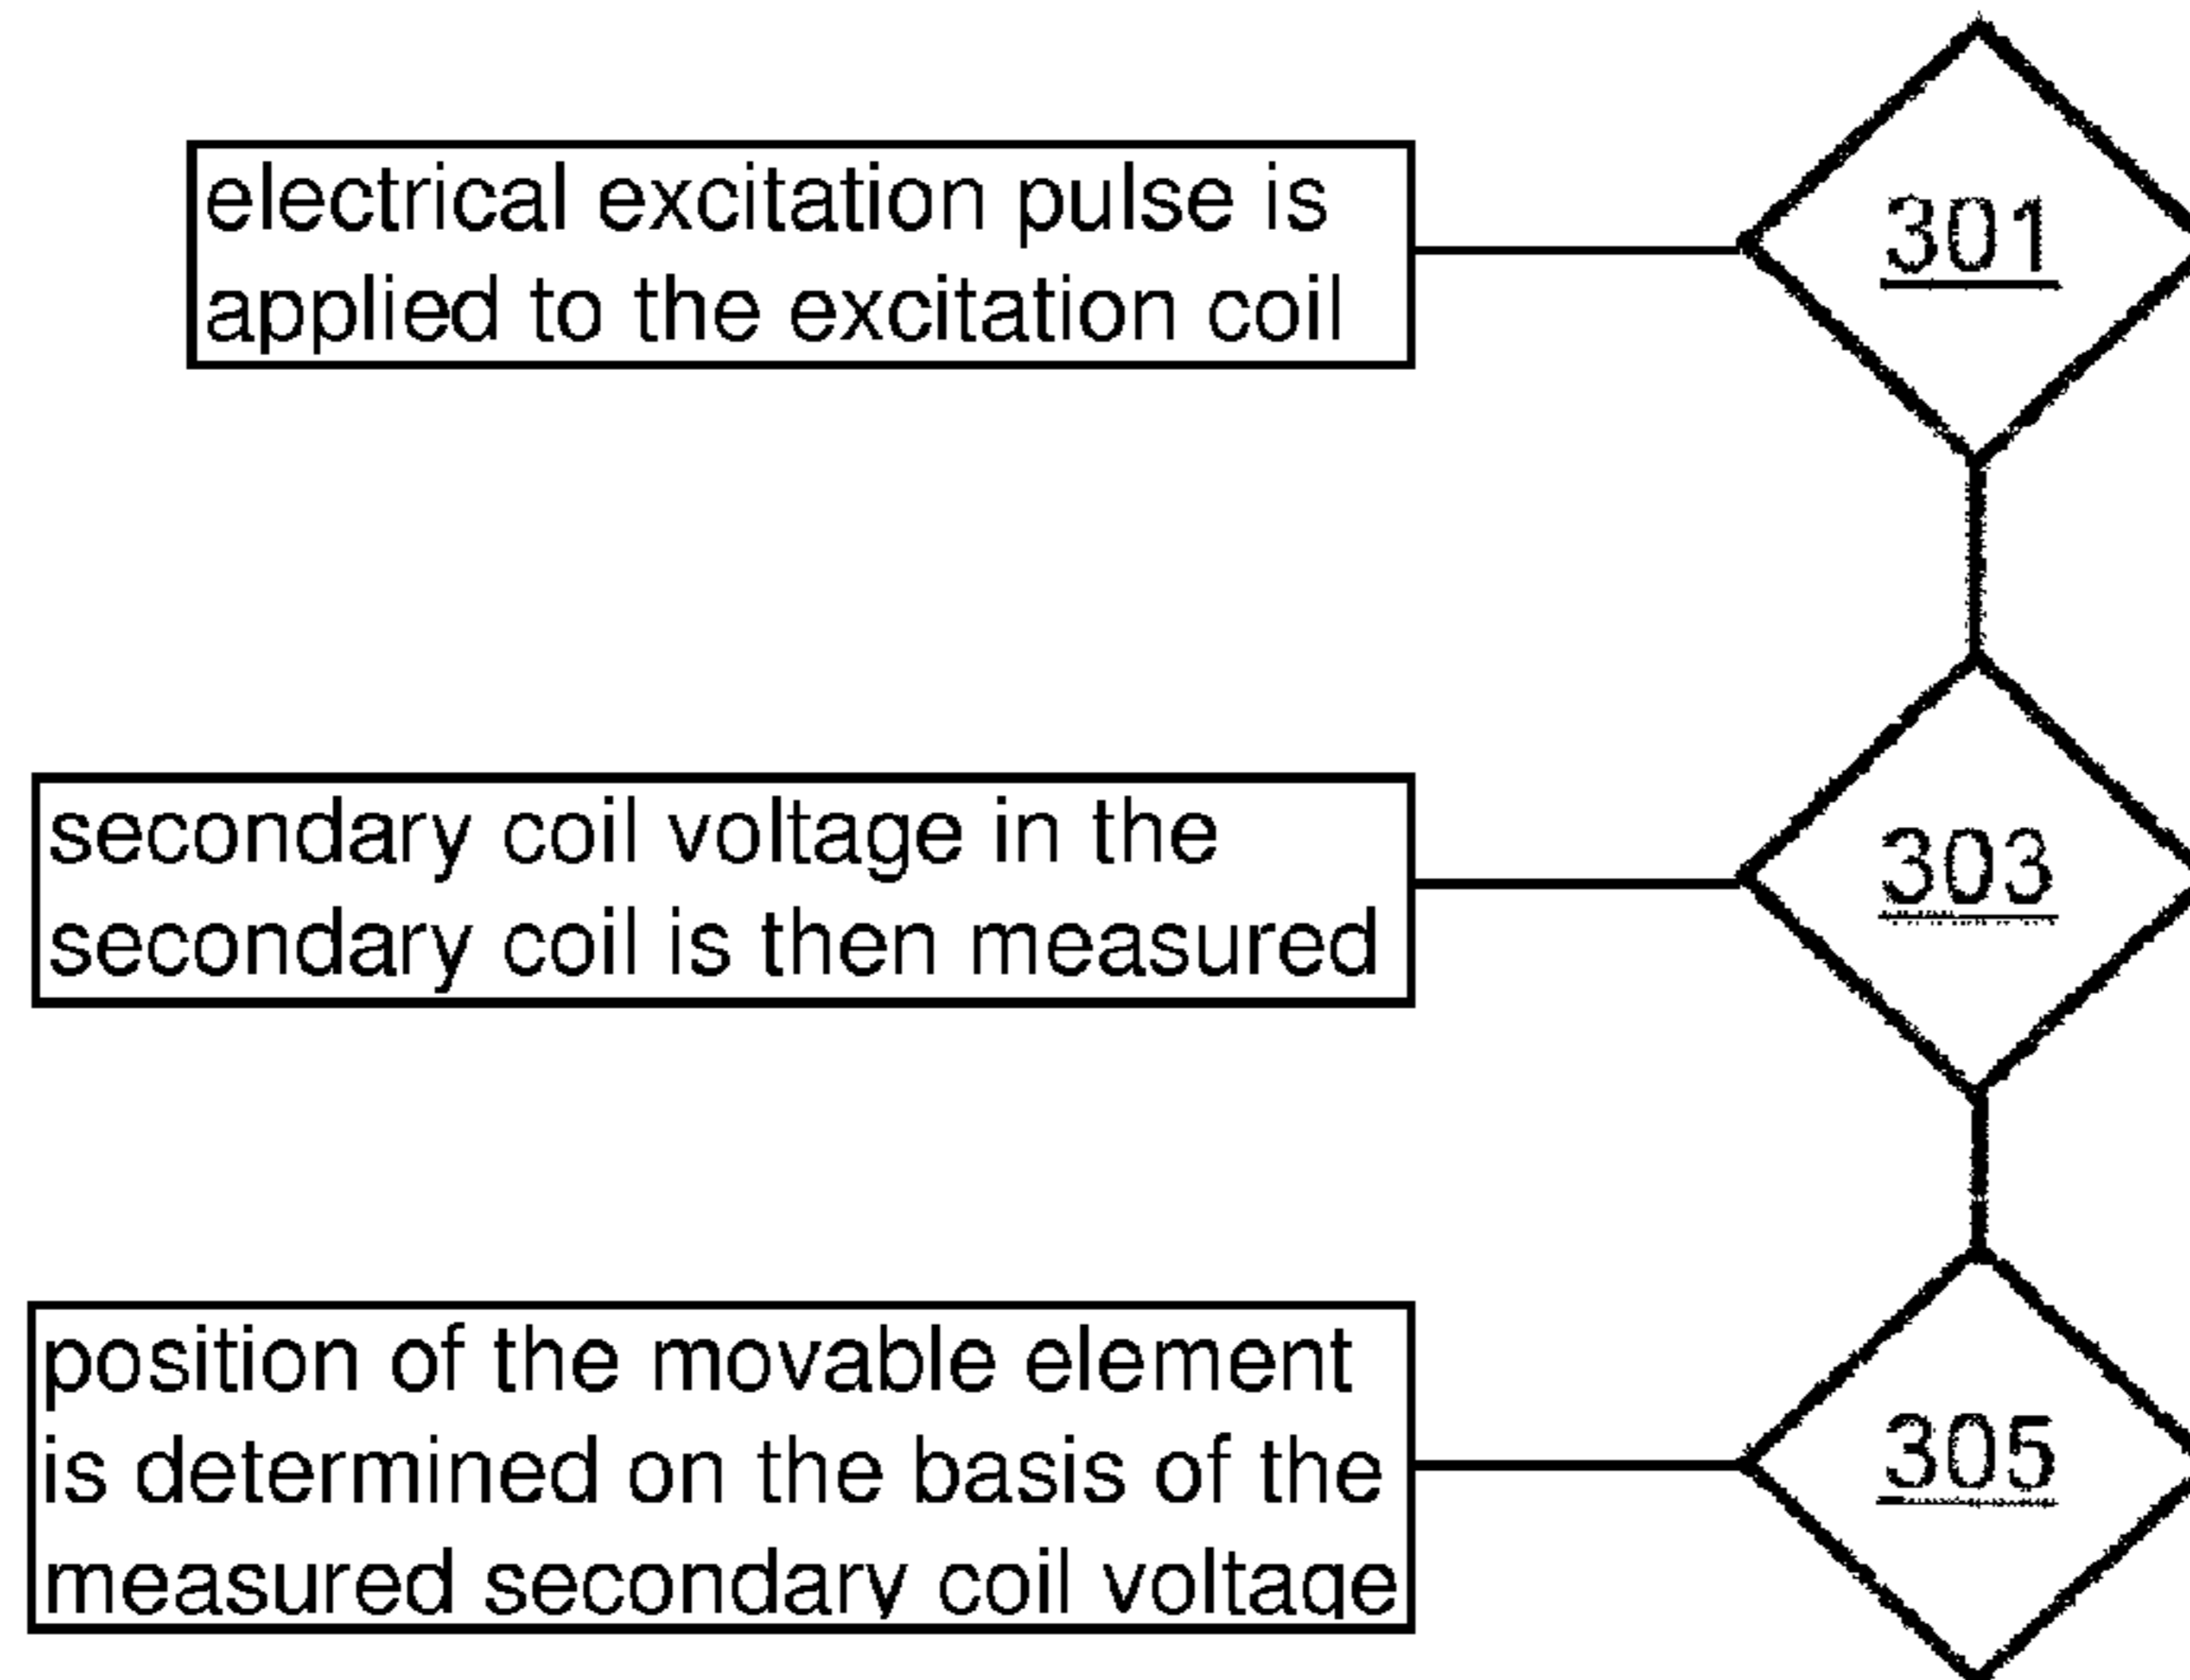 electrical excitation pulse is
applied to the excitation coil
301
secondary coil voltage in the
secondary coil is then measured
303
position of the movable element
is determined on the basis of the
measured secondary coil voltage
305